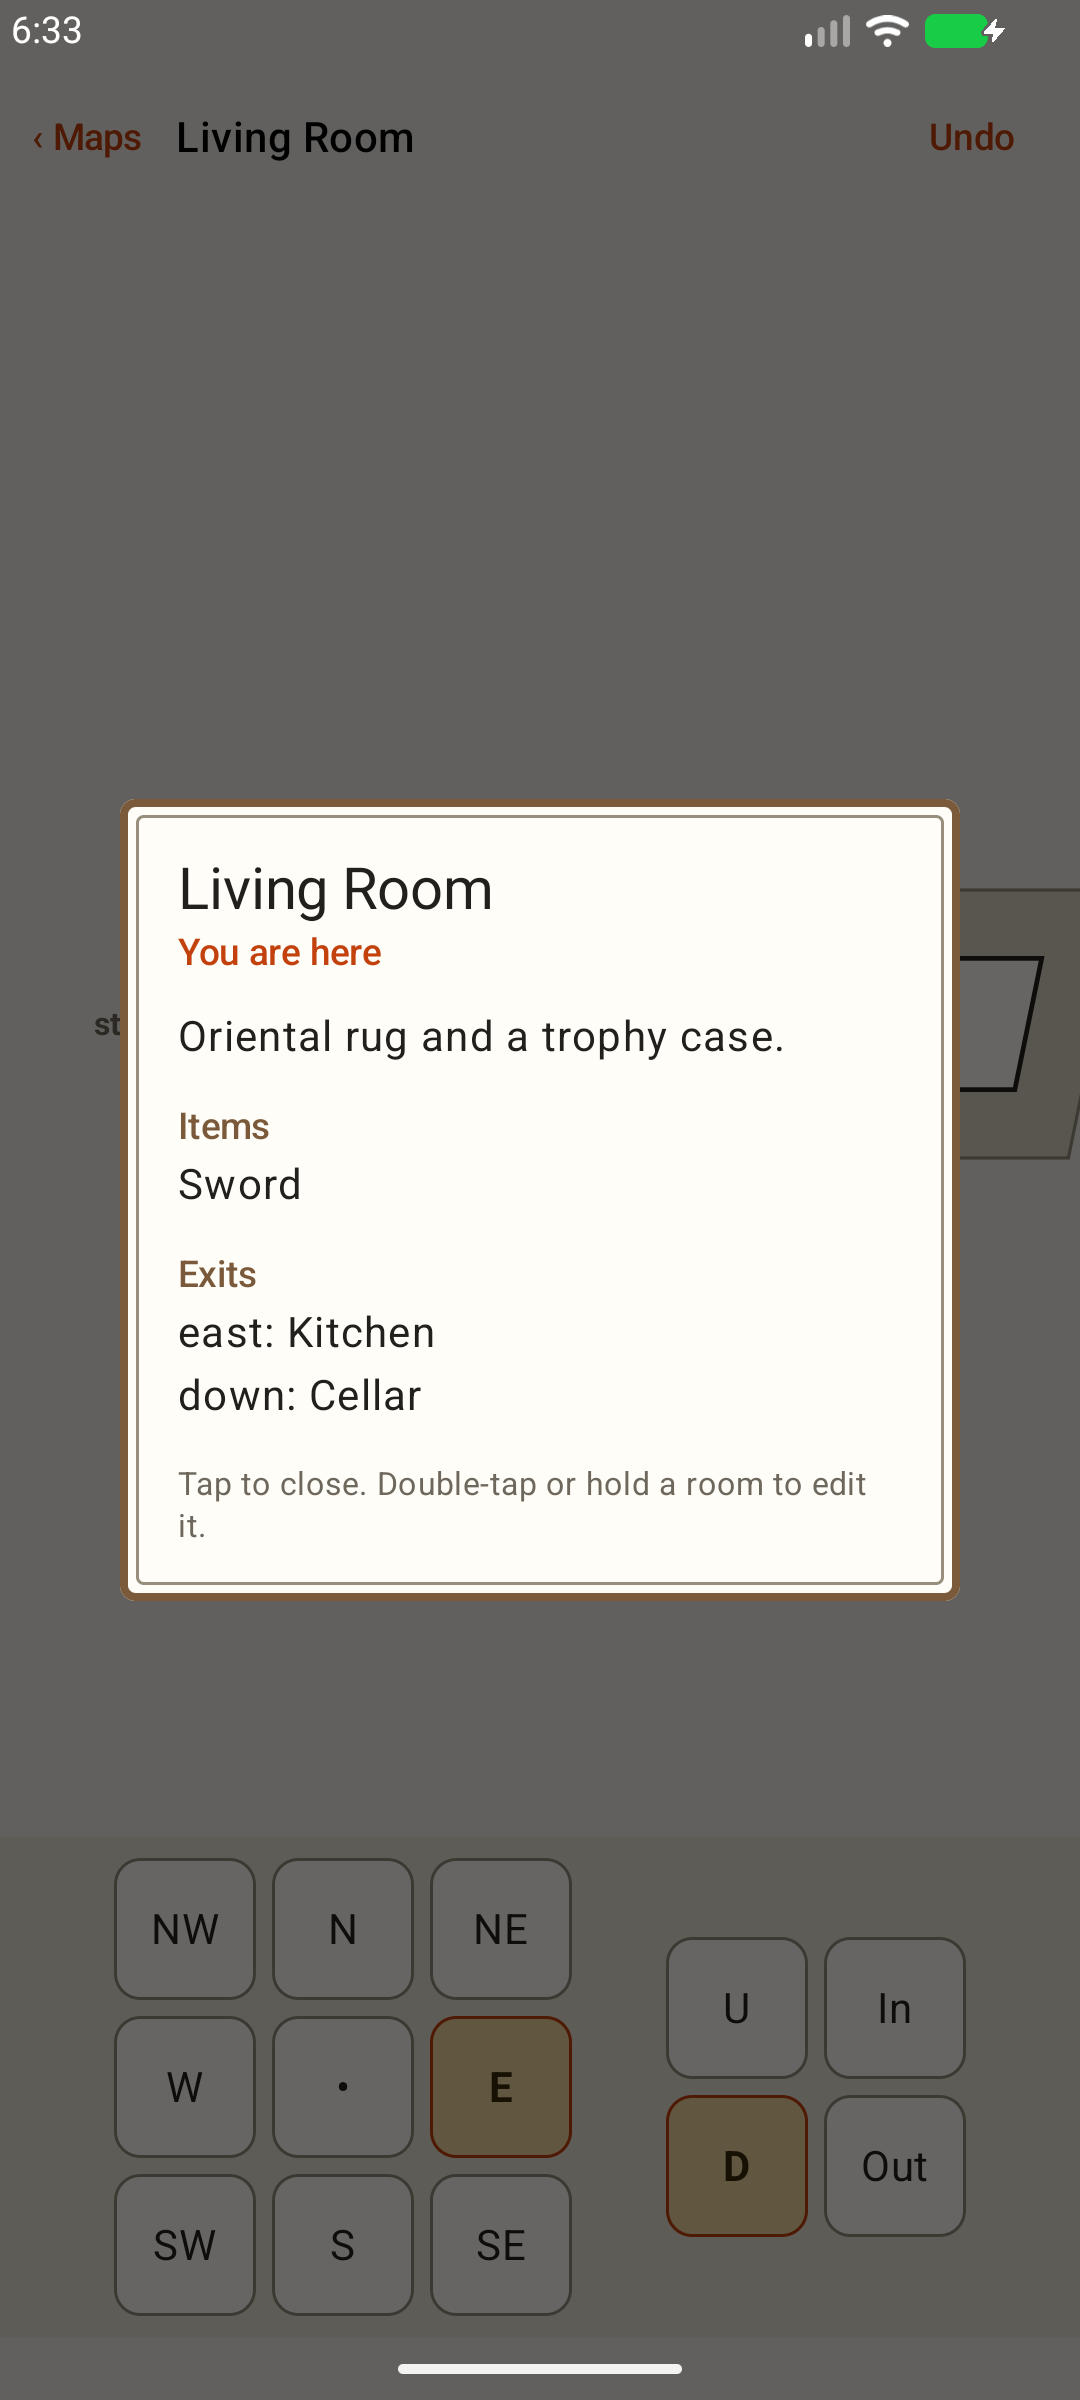 6:33
‹ Maps Living Room Undo
Living Room
You are here
st
Oriental rug and a trophy case.
Items
Sword
Exits
east: Kitchen
down: Cellar
Tap to close. Double-tap or hold a room to edit
it.
NW N NE
U In
W • E
D Out
SW S SE